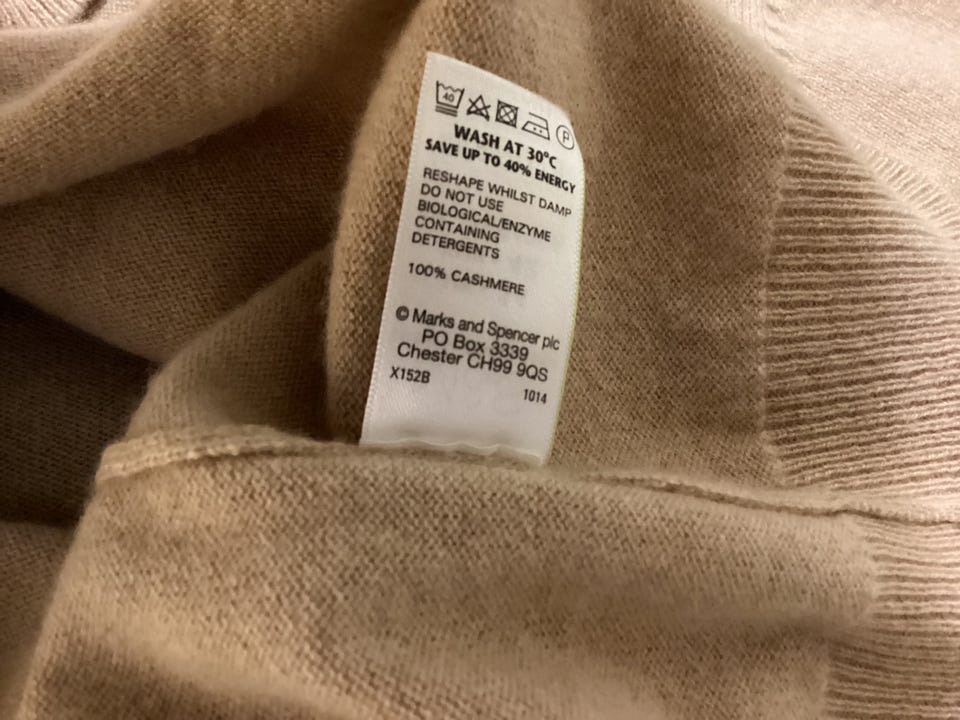 40 P
WASH AT 30°C
SAVE UP TO 40% ENERGY
RESHAPE WHILST DAMP
DO NOT USE
BIOLOGICAL/ENZYME
CONTAINING
DETERGENTS
100% CASHMERE
© Marks and Spencer plc
PO Box 3339
Chester CH99 9QS
X152B 1014